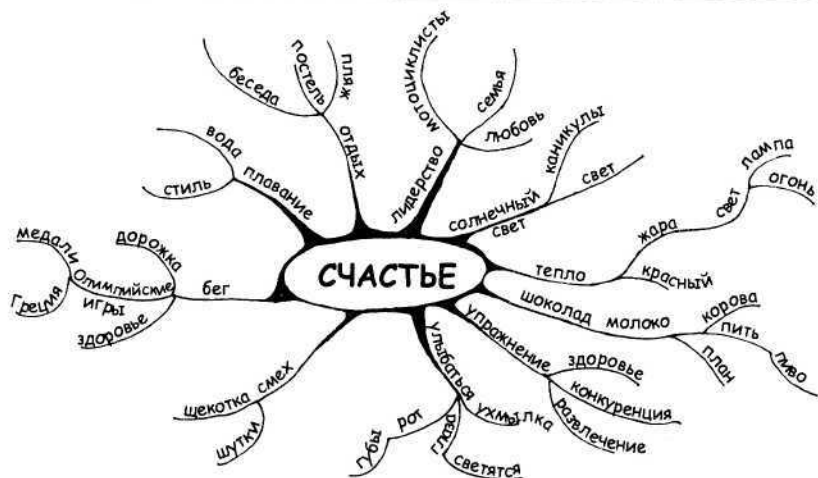 СЧАСТЬЕ
плавание
вода
стиль
отдых
беседа
постель
пляж
лидерство
мотоциклисты
семья
любовь
солнечный
свет
каникулы
свет
тепло
жара
свет
лампа
огонь
красный
шоколад
молоко
корова
пить
пиво
план
упражнение
здоровье
конкуренция
развлечение
улыбаться
рот
губы
глаза
светятся
ухмылка
смех
щекотка
шутки
бег
дорожка
Олимпийские
игры
медали
Греция
здоровье